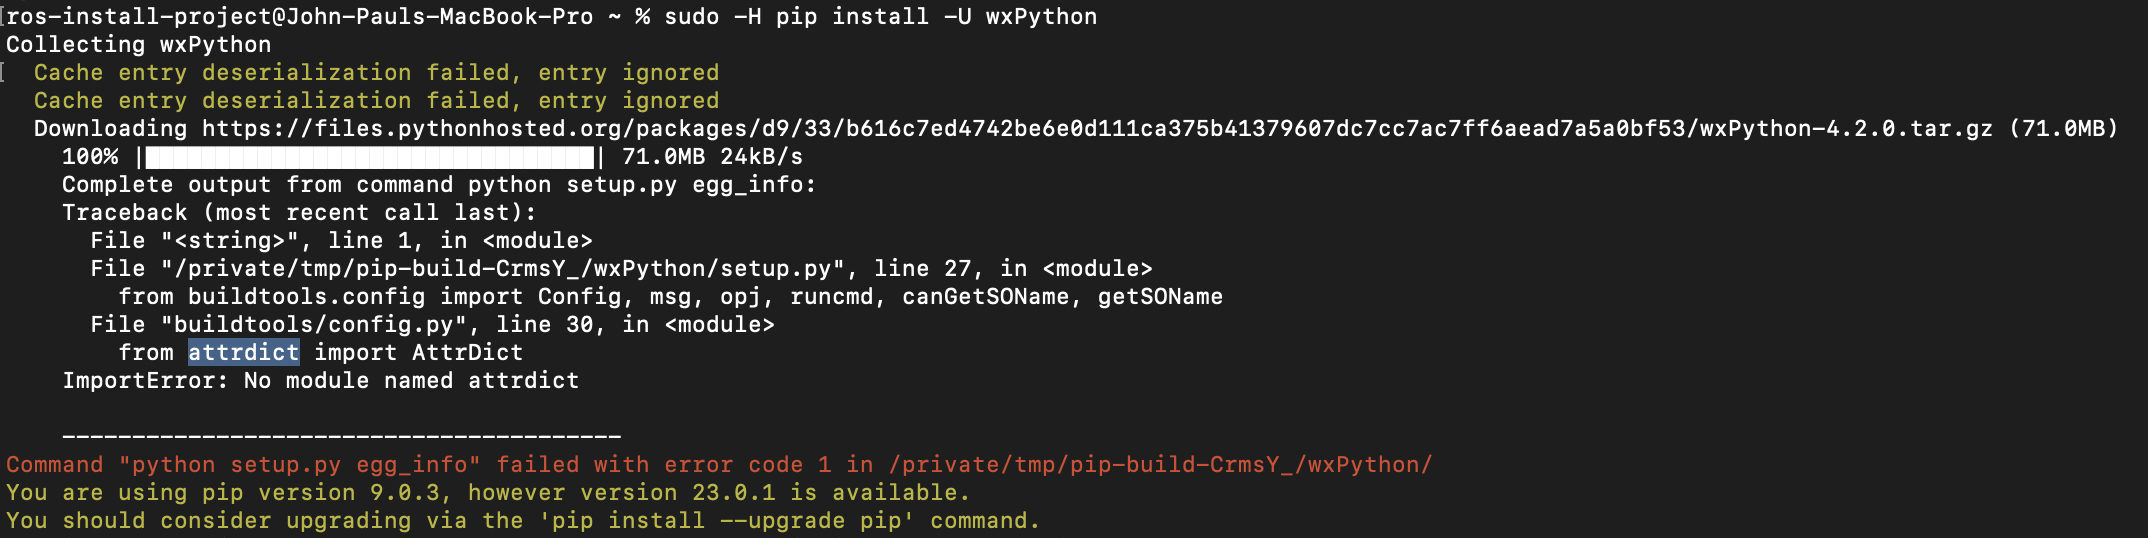 ros-install-project@John-Pauls-MacBook-Pro ~ % sudo -H pip install -U wxPython
Collecting wxPython
  Cache entry deserialization failed, entry ignored
  Cache entry deserialization failed, entry ignored
  Downloading https://files.pythonhosted.org/packages/d9/33/b616c7ed4742be6e0d111ca375b41379607dc7cc7ac7ff6aead7a5a0bf53/wxPython-4.2.0.tar.gz (71.0MB)
    100% |████████████████████████████████| 71.0MB 24kB/s
    Complete output from command python setup.py egg_info:
    Traceback (most recent call last):
      File "<string>", line 1, in <module>
      File "/private/tmp/pip-build-CrmsY_/wxPython/setup.py", line 27, in <module>
        from buildtools.config import Config, msg, opj, runcmd, canGetSOName, getSOName
      File "buildtools/config.py", line 30, in <module>
        from attrdict import AttrDict
    ImportError: No module named attrdict

    ----------------------------------------
Command "python setup.py egg_info" failed with error code 1 in /private/tmp/pip-build-CrmsY_/wxPython/
You are using pip version 9.0.3, however version 23.0.1 is available.
You should consider upgrading via the 'pip install --upgrade pip' command.